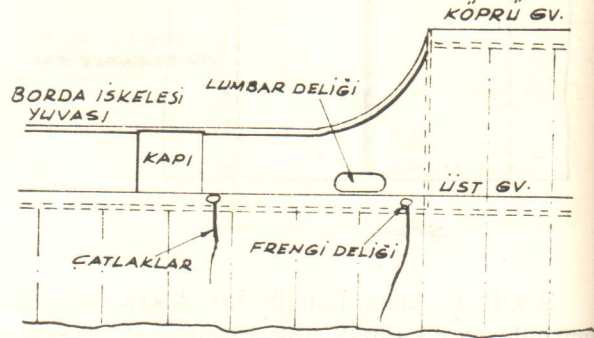 KÖPRÜ GV.
BORDA İSKELESİ
YUVASI
LUMBAR DELİĞİ
KAPI
ÜST GV.
ÇATLAKLAR
FRENGİ DELİĞİ